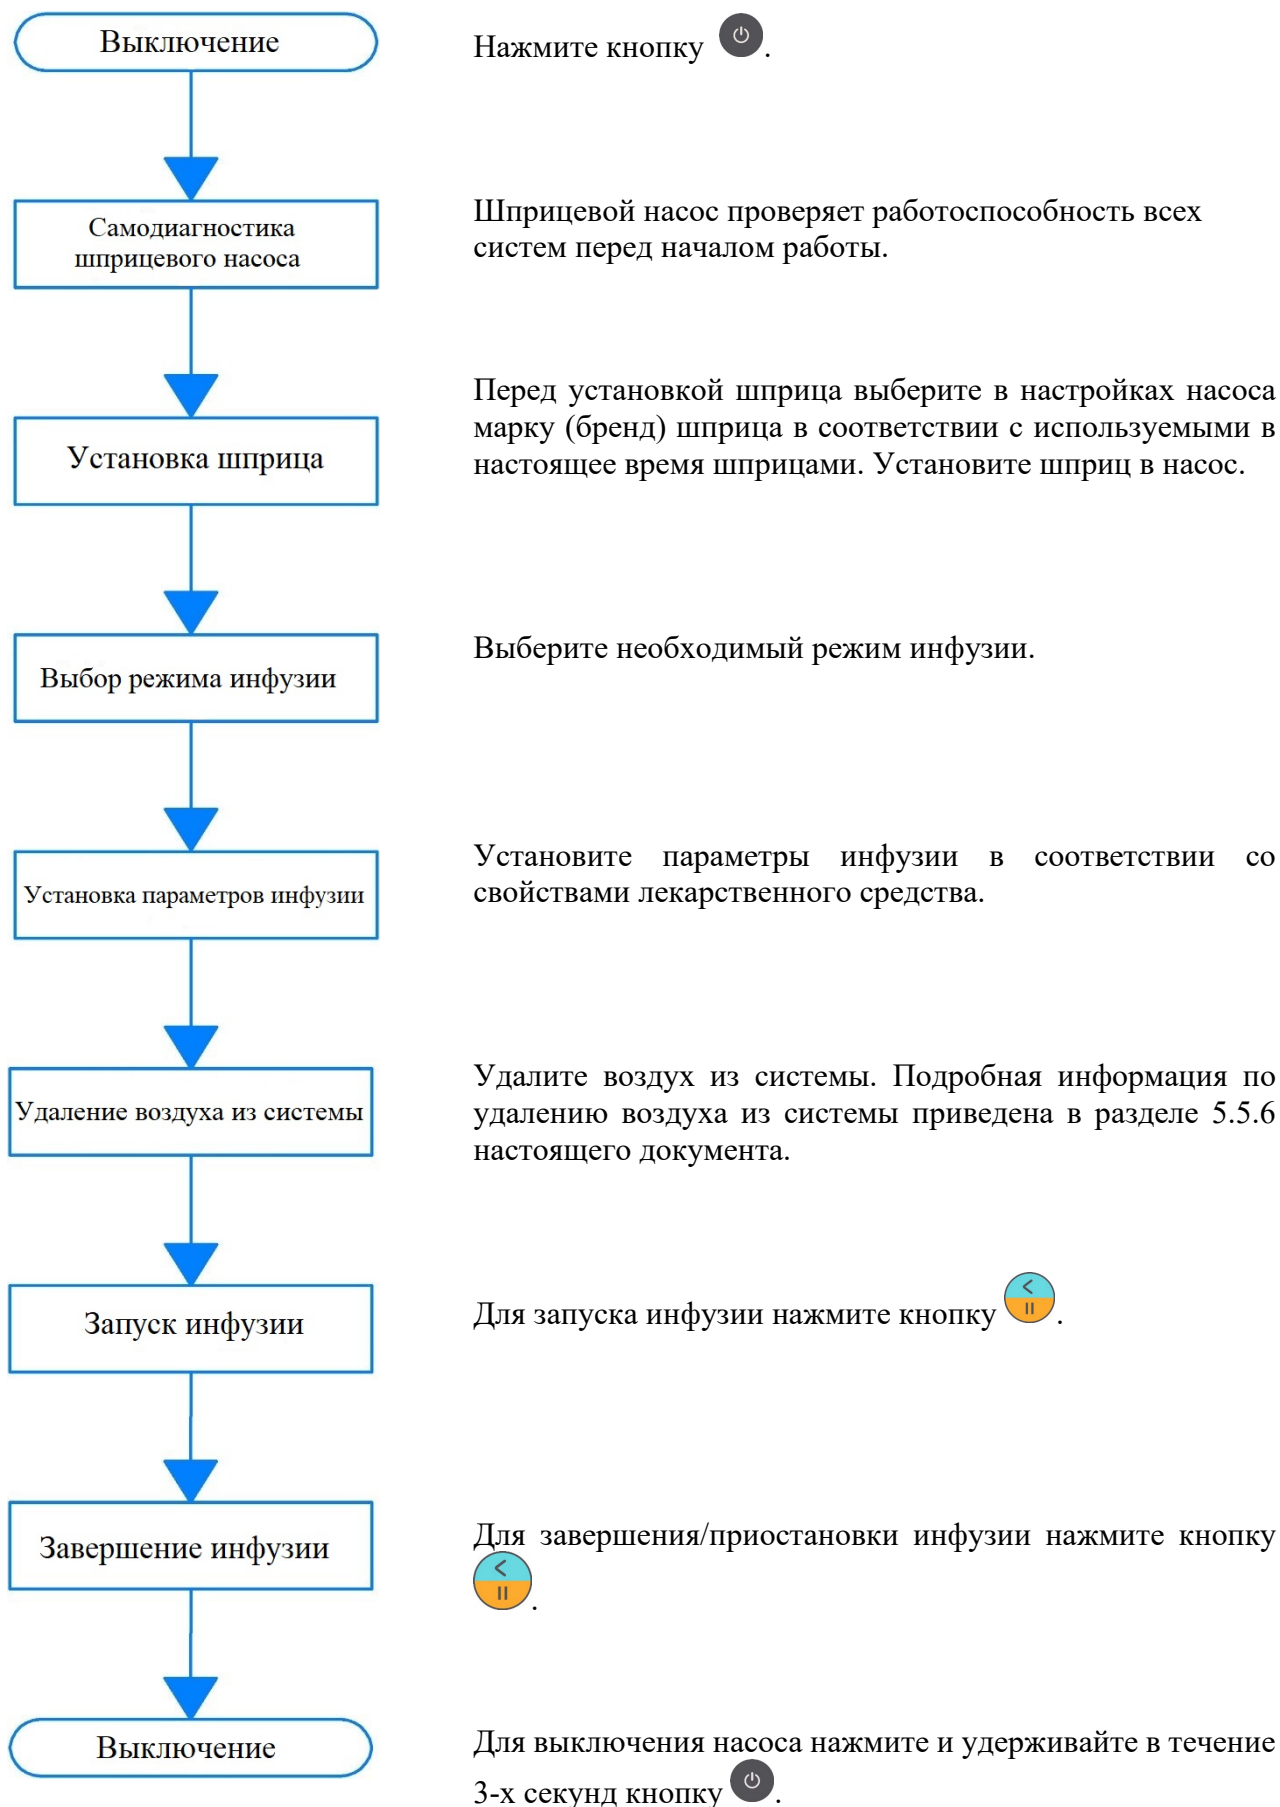 Выключение
Нажмите кнопку .
Самодиагностика
шприцевого насоса
Шприцевой насос проверяет работоспособность всех
систем перед началом работы.
Установка шприца
Перед установкой шприца выберите в настройках насоса
марку (бренд) шприца в соответствии с используемыми в
настоящее время шприцами. Установите шприц в насос.
Выбор режима инфузии
Выберите необходимый режим инфузии.
Установка параметров инфузии
Установите параметры инфузии в соответствии со
свойствами лекарственного средства.
Удаление воздуха из системы
Удалите воздух из системы. Подробная информация по
удалению воздуха из системы приведена в разделе 5.5.6
настоящего документа.
Запуск инфузии
Для запуска инфузии нажмите кнопку .
Завершение инфузии
Для завершения/приостановки инфузии нажмите кнопку
.
Выключение
Для выключения насоса нажмите и удерживайте в течение
3-х секунд кнопку .